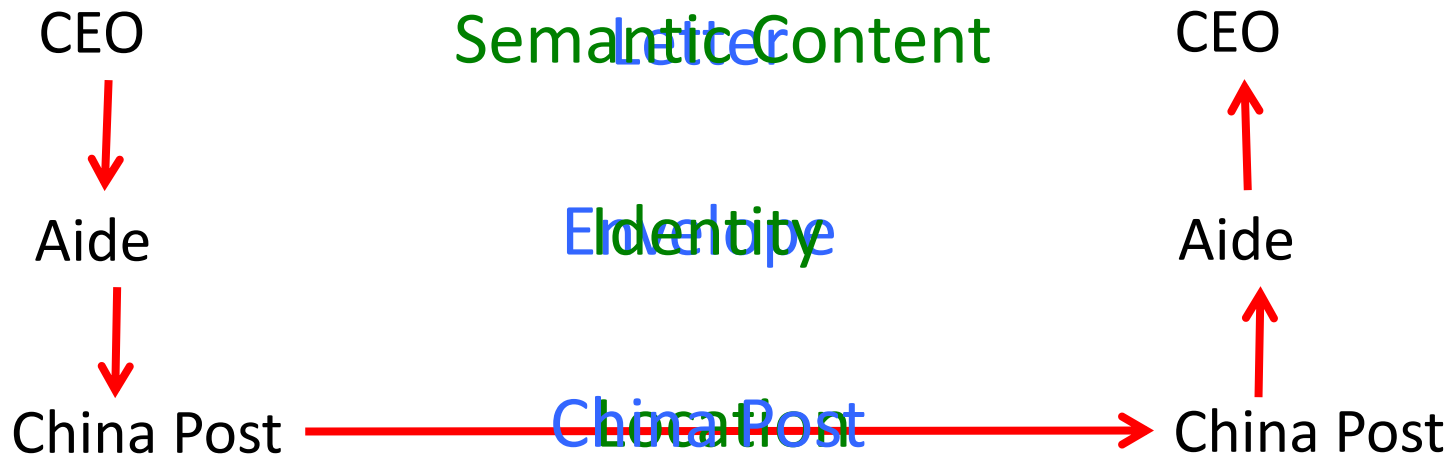 CEO Semantic Content Letter CEO
Aide Envelope Identity Aide
China Post China Post Location China Post